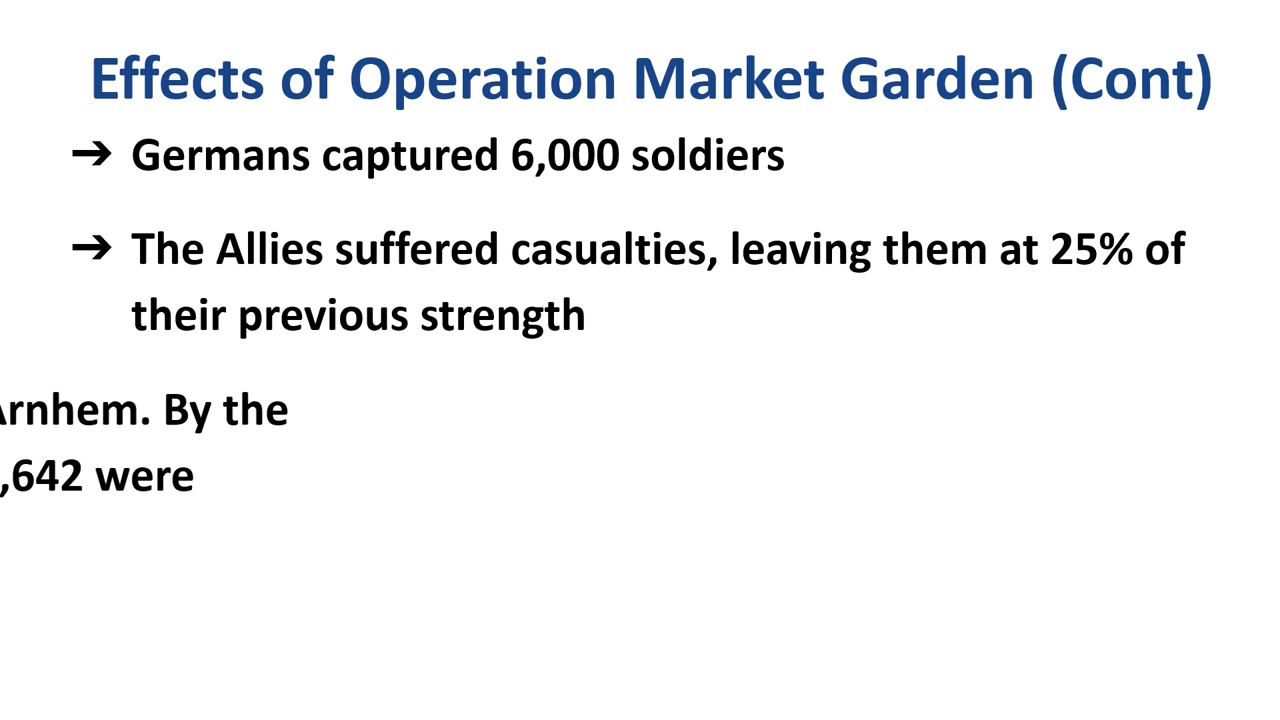 Effects of Operation Market Garden (Cont)
➔ Germans captured 6,000 soldiers
➔ The Allies suffered casualties, leaving them at 25% of
their previous strength
Arnhem. By the
,642 were